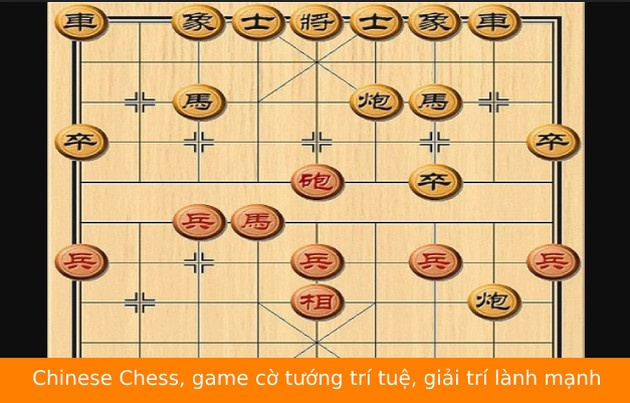 車 象 士 將 士 象 車
馬 炮 馬
卒 卒
砲 卒
兵 馬
兵 兵 兵 兵
相 炮
Chinese Chess, game cờ tướng trí tuệ, giải trí lành mạnh